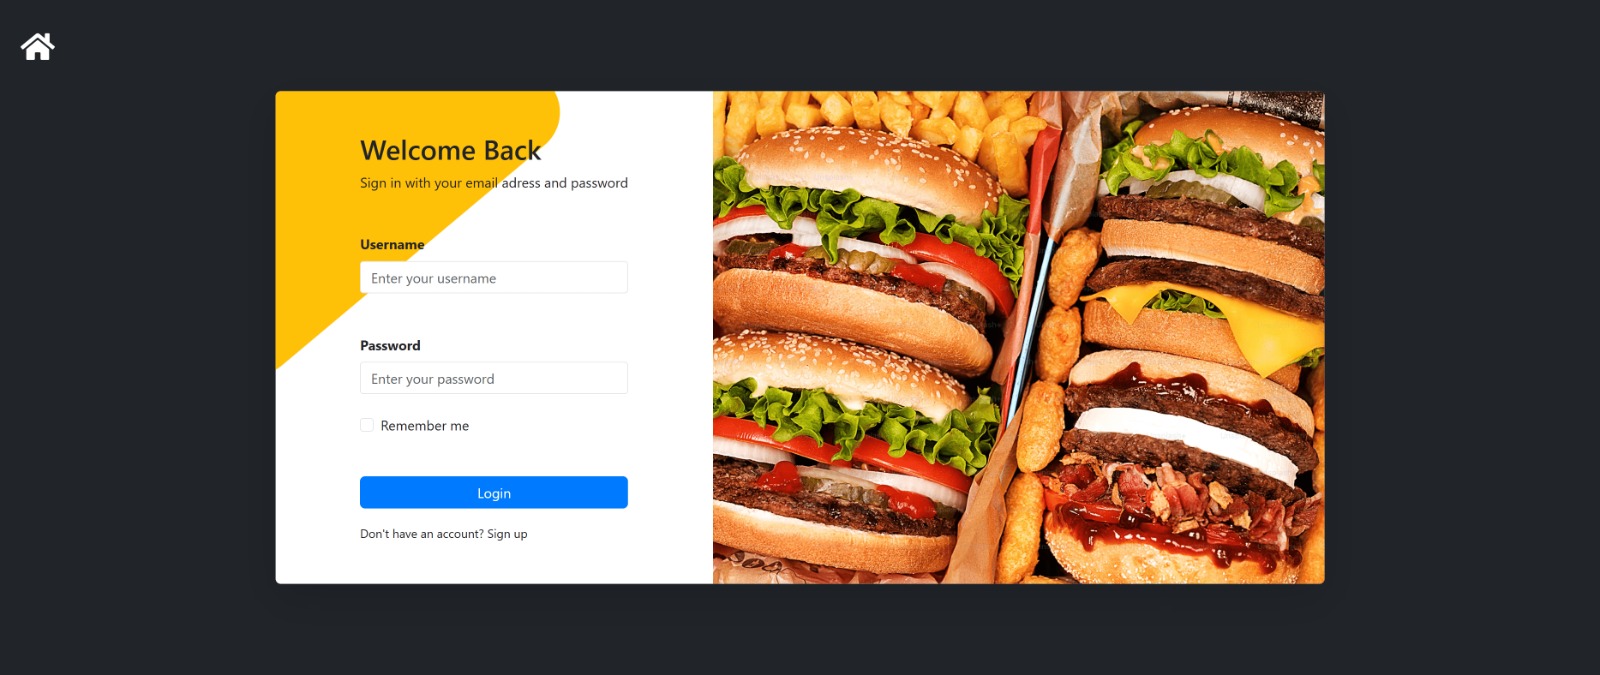 Welcome Back
Sign in with your email adress and password
Username
Enter your username
Password
Enter your password
Remember me
Login
Don't have an account? Sign up